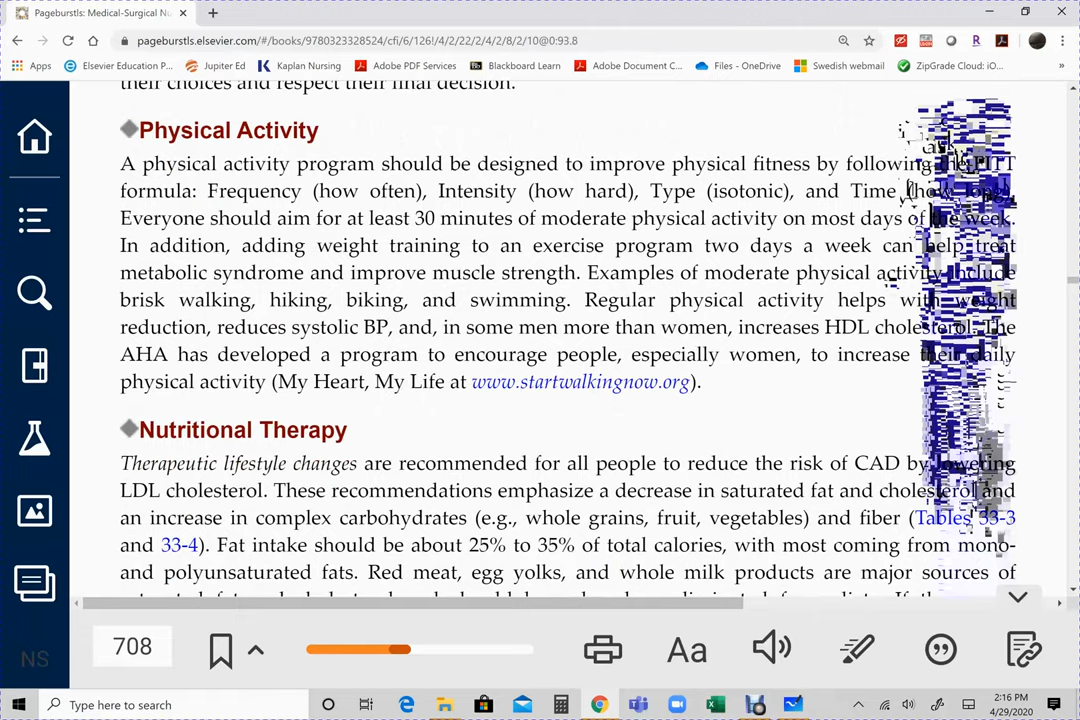 Pageburstls: Medical-Surgical Nu
pageburstls.elsevier.com/#/books/9780323328524/cfi/6/126!/4/2/22/4/2/8/2/10@0:93.8
Apps Elsevier Education P... Jupiter Ed Kaplan Nursing Adobe PDF Services Bb Blackboard Learn Adobe Document C... Files - OneDrive Swedish webmail ZipGrade Cloud: iO... »
their choices and respect their final decision.
Physical Activity
A physical activity program should be designed to improve physical fitness by following the FITT
formula: Frequency (how often), Intensity (how hard), Type (isotonic), and Time (how long).
Everyone should aim for at least 30 minutes of moderate physical activity on most days of the week.
In addition, adding weight training to an exercise program two days a week can help treat
metabolic syndrome and improve muscle strength. Examples of moderate physical activity include
brisk walking, hiking, biking, and swimming. Regular physical activity helps with weight
reduction, reduces systolic BP, and, in some men more than women, increases HDL cholesterol. The
AHA has developed a program to encourage people, especially women, to increase their daily
physical activity (My Heart, My Life at www.startwalkingnow.org).
Nutritional Therapy
Therapeutic lifestyle changes are recommended for all people to reduce the risk of CAD by lowering
LDL cholesterol. These recommendations emphasize a decrease in saturated fat and cholesterol and
an increase in complex carbohydrates (e.g., whole grains, fruit, vegetables) and fiber (Tables 33-3
and 33-4). Fat intake should be about 25% to 35% of total calories, with most coming from mono-
and polyunsaturated fats. Red meat, egg yolks, and whole milk products are major sources of
708
Aa
NS
Type here to search
2:16 PM
4/29/2020